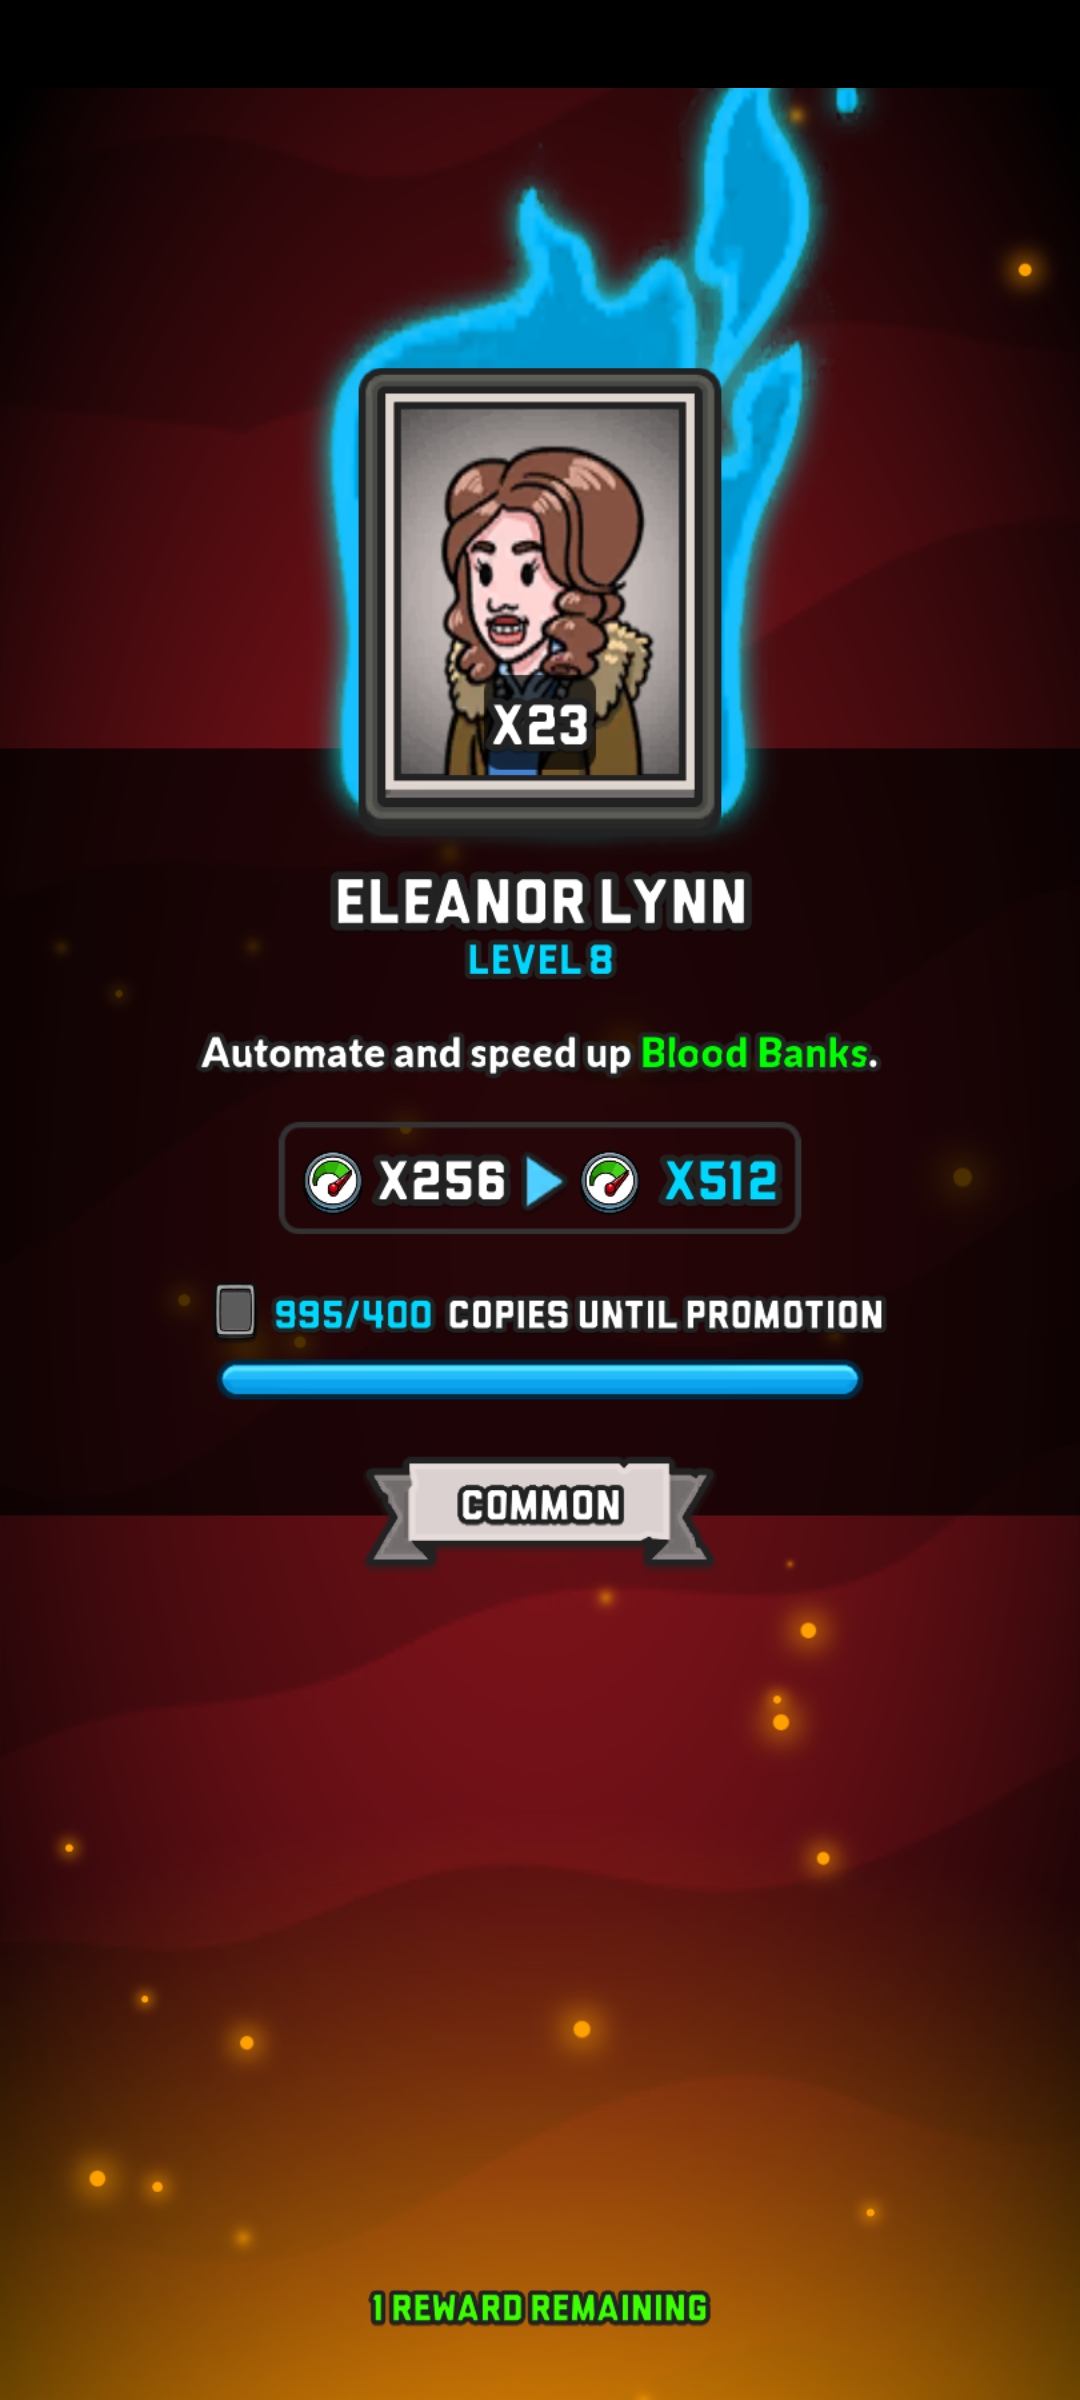 X23
ELEANOR LYNN
LEVEL 8
Automate and speed up Blood Banks.
X256 X512
995/400 COPIES UNTIL PROMOTION
COMMON
1 REWARD REMAINING